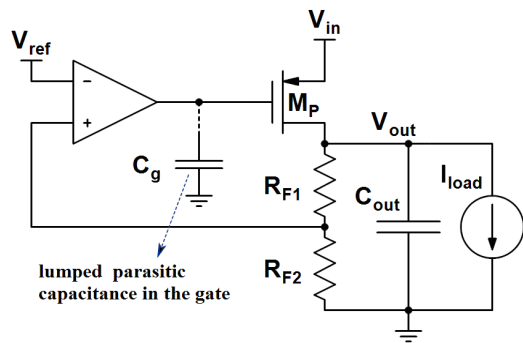 V_in
V_ref
−
+
M_P
V_out
C_g
R_F1
C_out
I_load
R_F2
lumped parasitic
capacitance in the gate